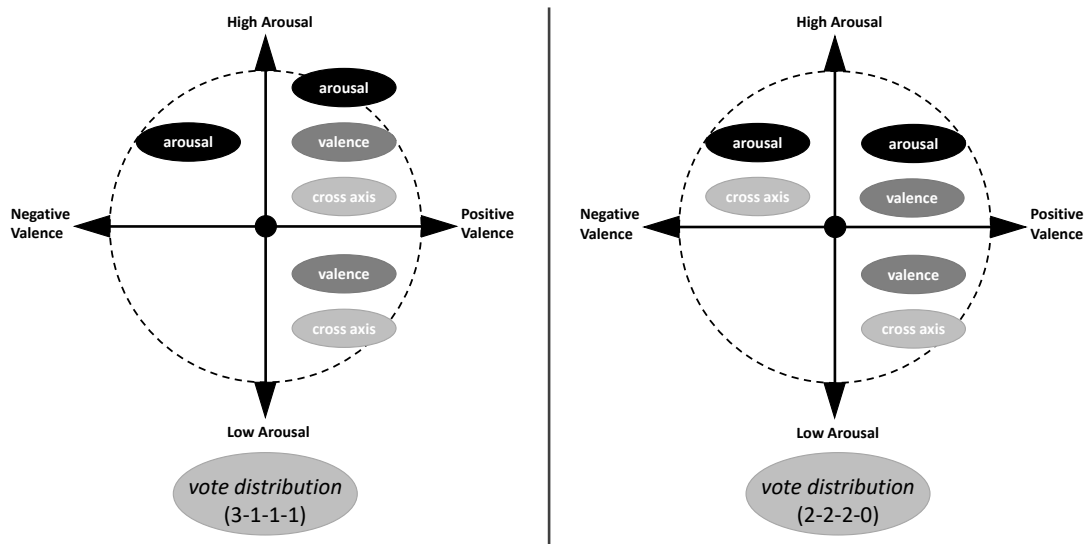 High Arousal
arousal
arousal
valence
cross axis
Negative
Valence
Positive
Valence
valence
cross axis
Low Arousal
vote distribution
(3-1-1-1)
High Arousal
arousal
arousal
cross axis
valence
Negative
Valence
Positive
Valence
valence
cross axis
Low Arousal
vote distribution
(2-2-2-0)